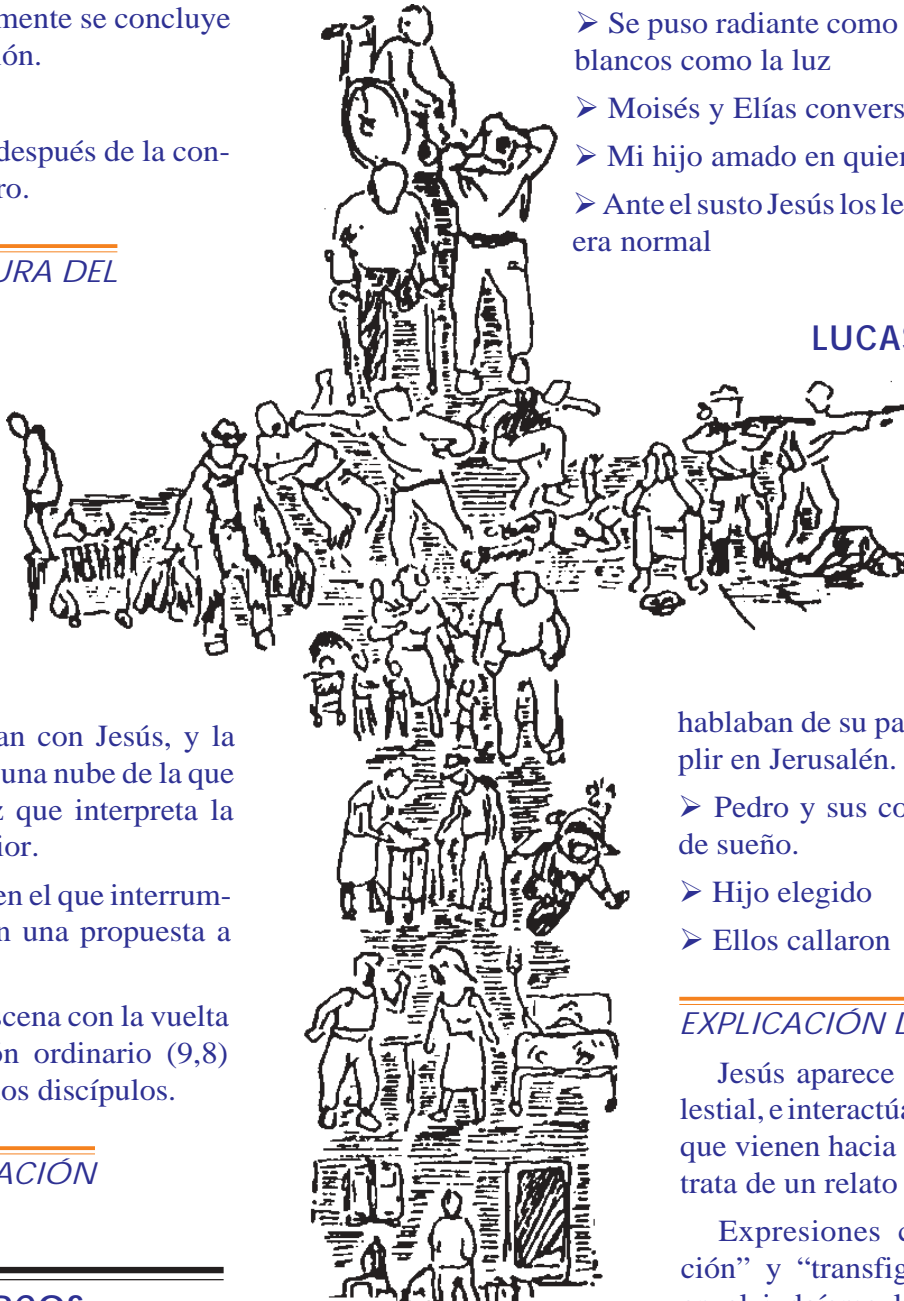 mente se concluye
ión.
después de la con-
ro.
URA DEL
an con Jesús, y la
una nube de la que
z que interpreta la
ior.
en el que interrum-
n una propuesta a
scena con la vuelta
ón ordinario (9,8)
los discípulos.
ACIÓN
➢ Se puso radiante como
blancos como la luz
➢ Moisés y Elías convers
➢ Mi hijo amado en quien
➢ Ante el susto Jesús los le
era normal
LUCAS
hablaban de su pa
plir en Jerusalén.
➢ Pedro y sus co
de sueño.
➢ Hijo elegido
➢ Ellos callaron
EXPLICACIÓN
Jesús aparece
lestial, e interactúa
que vienen hacia
trata de un relato
Expresiones c
ción” y “transfig